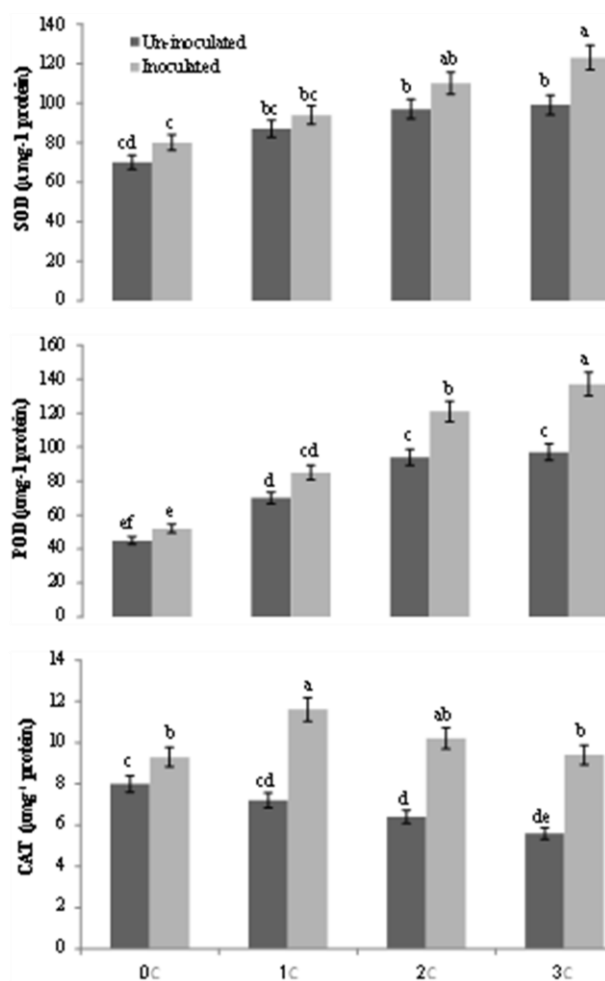 140
120
100
80
60
40
20
0
SOD (μmg-1 protein)
Un-inoculated
Inoculated
cd c bc bc b ab b a
160
140
120
100
80
60
40
20
0
POD (μmg-1 protein)
ef e d cd c b c a
14
12
10
8
6
4
2
0
CAT (μmg⁻¹ protein)
c b cd a d ab de b
0C 1C 2C 3C